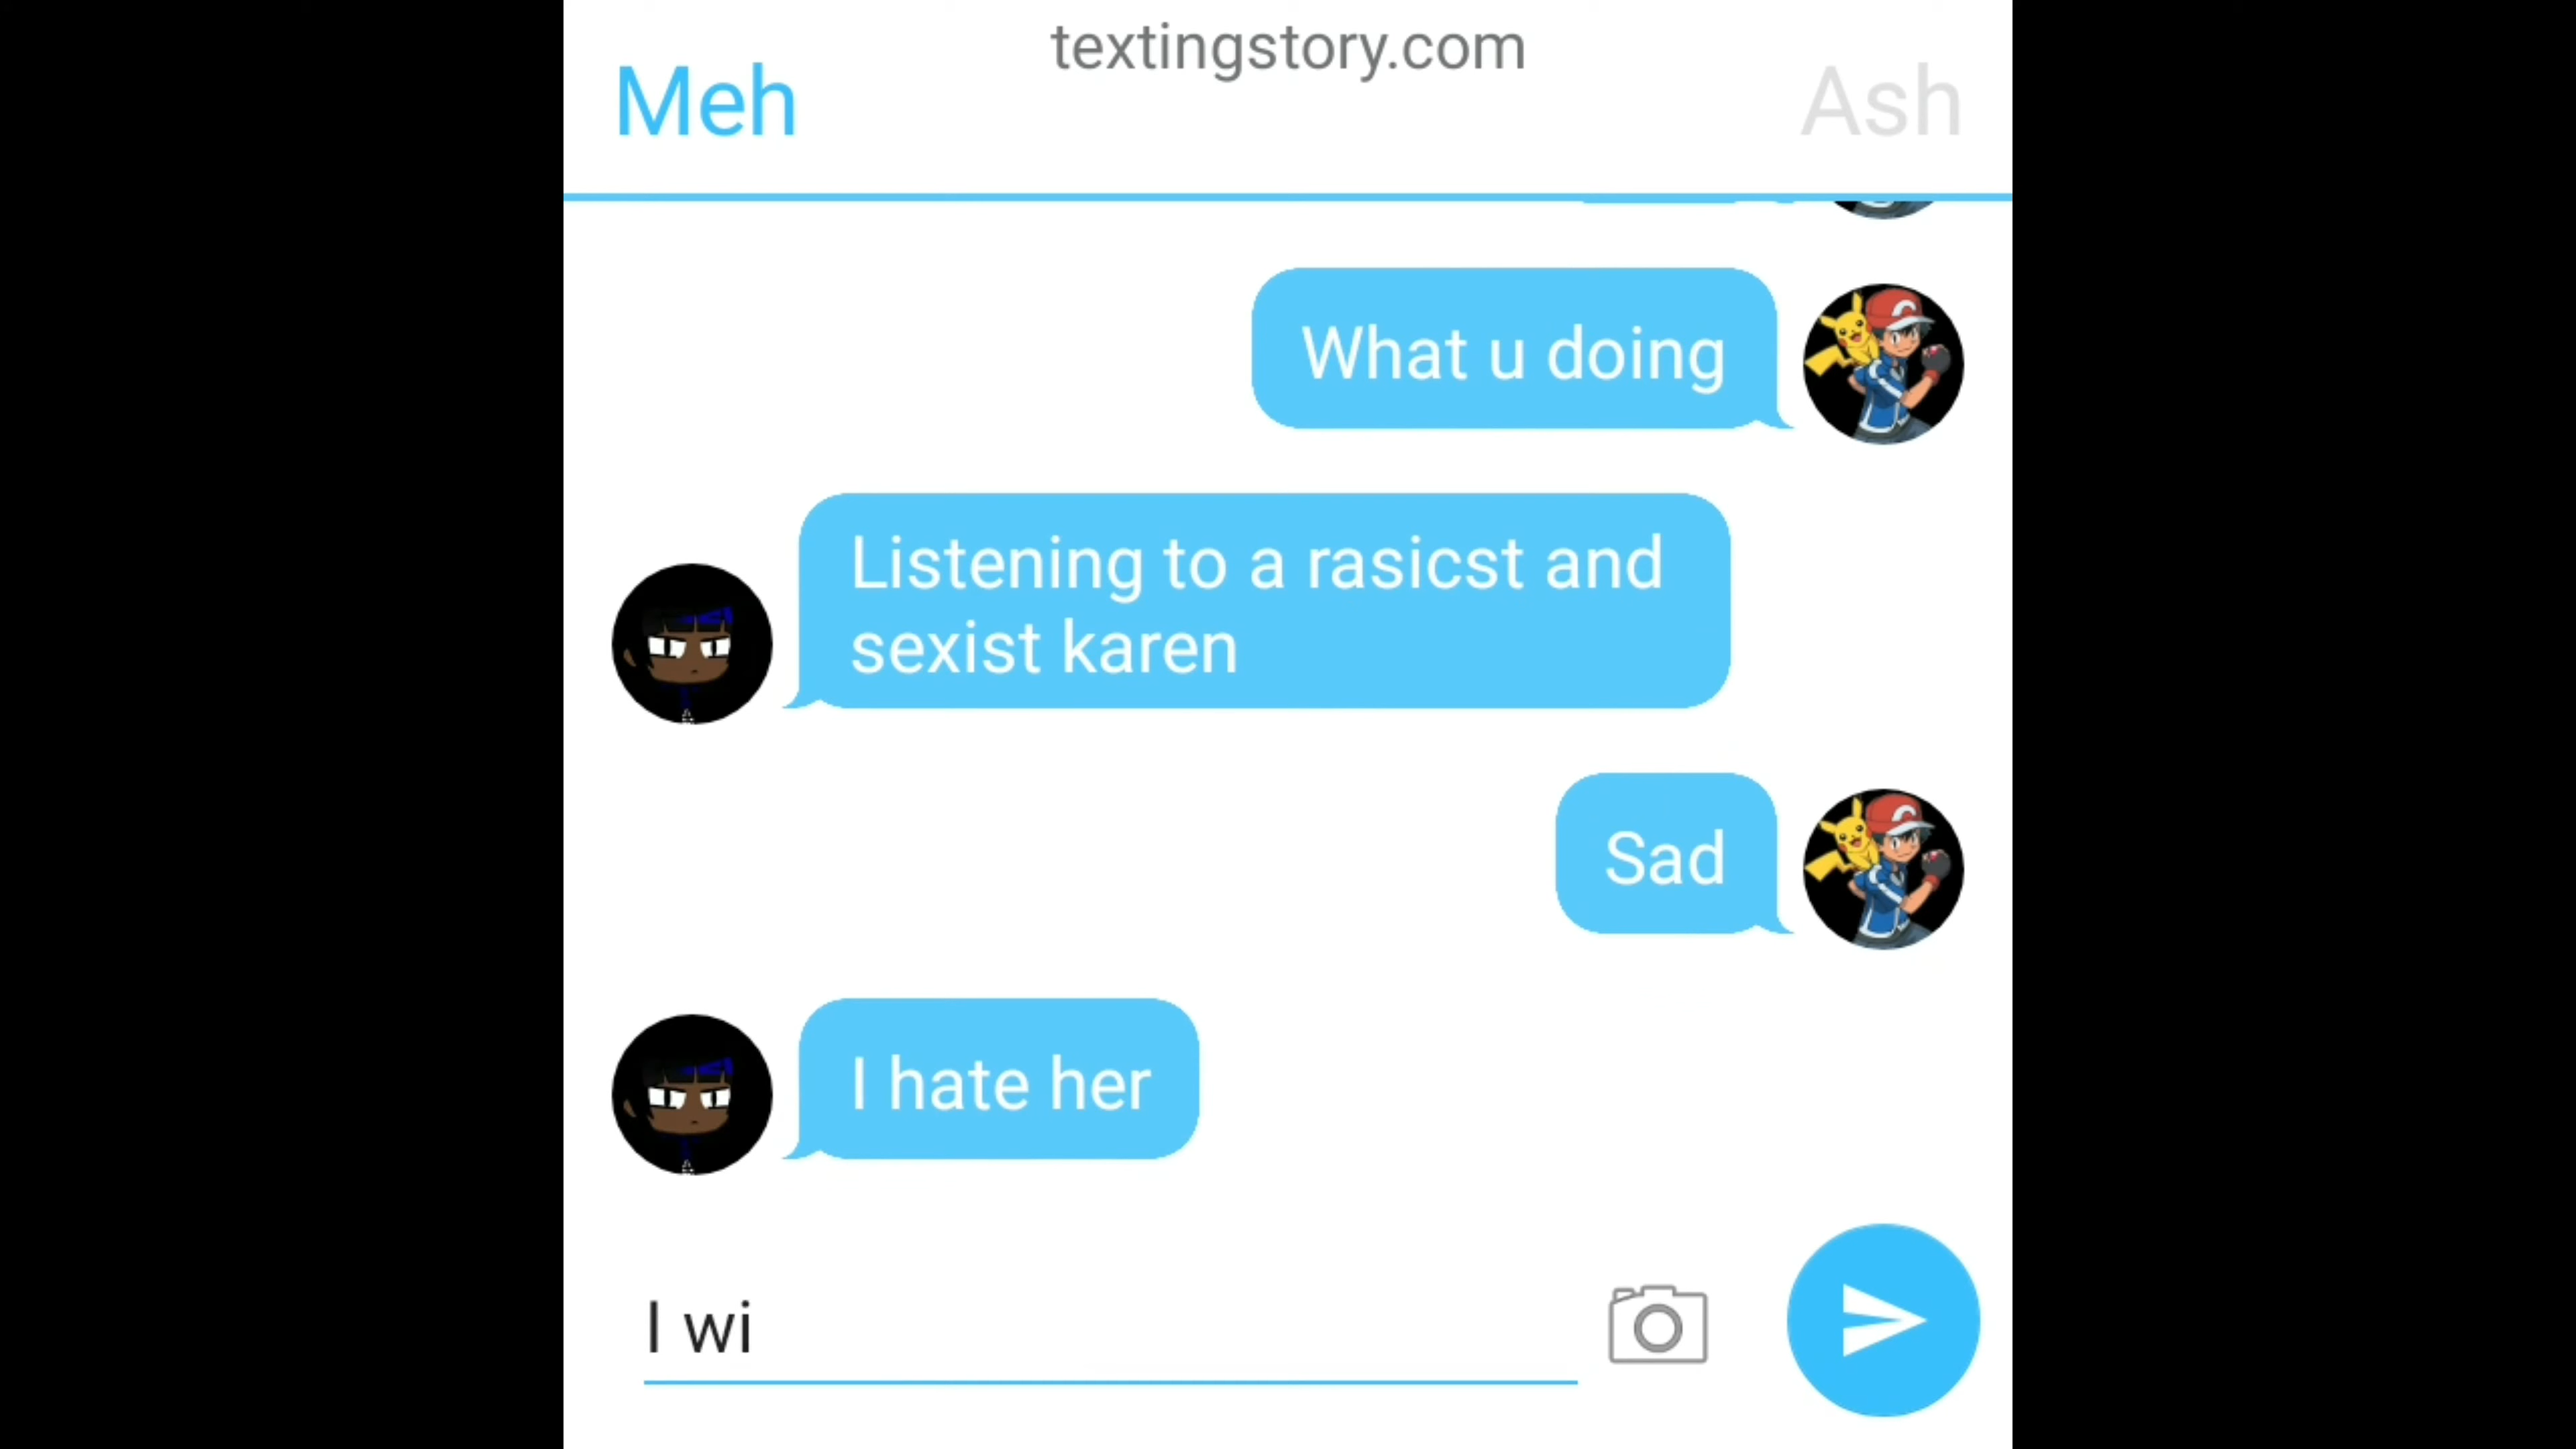 textingstory.com
Meh
Ash
What u doing
Listening to a rasicst and
sexist karen
Sad
I hate her
I wi